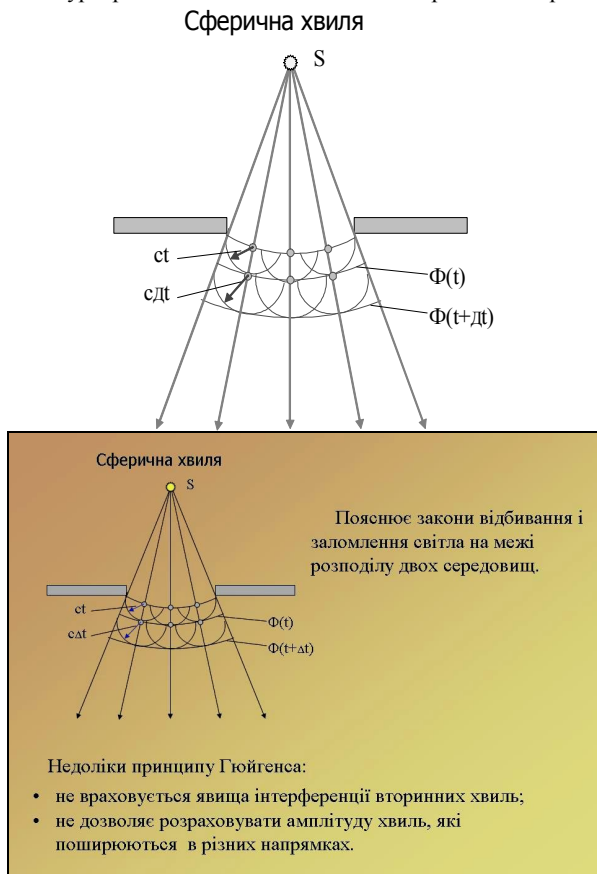 Сферична хвиля
S
ct
cДt
Ф(t)
Ф(t+Дt)
Сферична хвиля
S
ct
cΔt
Ф(t)
Ф(t+Δt)
Пояснює закони відбивання і
заломлення світла на межі
розподілу двох середовищ.
Недоліки принципу Гюйгенса:
• не враховується явища інтерференції вторинних хвиль;
• не дозволяє розраховувати амплітуду хвиль, які
поширюються в різних напрямках.